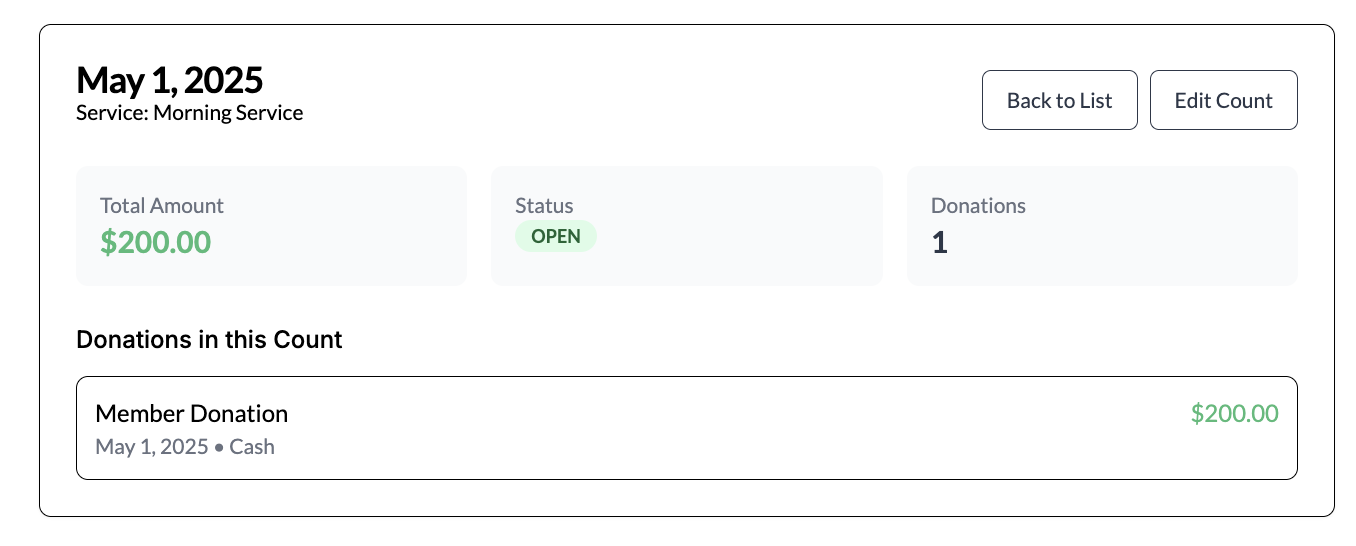 May 1, 2025
Service: Morning Service
Back to List
Edit Count
Total Amount
$200.00
Status
OPEN
Donations
1
Donations in this Count
Member Donation
$200.00
May 1, 2025 • Cash